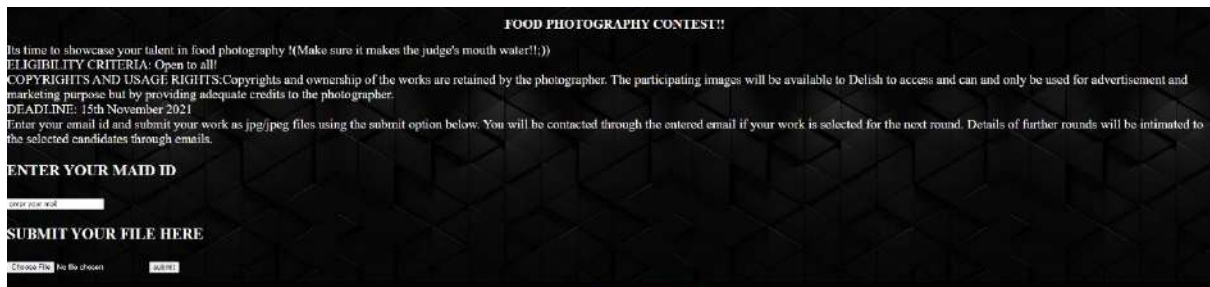 FOOD PHOTOGRAPHY CONTEST!!
Its time to showcase your talent in food photography !(Make sure it makes the judge's mouth water!!;))
ELIGIBILITY CRITERIA: Open to all!
COPYRIGHTS AND USAGE RIGHTS:Copyrights and ownership of the works are retained by the photographer. The participating images will be available to Delish to access and can and only be used for advertisement and
marketing purpose but by providing adequate credits to the photographer.
DEADLINE: 15th November 2021
Enter your email id and submit your work as jpg/jpeg files using the submit option below. You will be contacted through the entered email if your work is selected for the next round. Details of further rounds will be intimated to
the selected candidates through emails.
ENTER YOUR MAID ID
enter your mail
SUBMIT YOUR FILE HERE
Choose File No file chosen submit